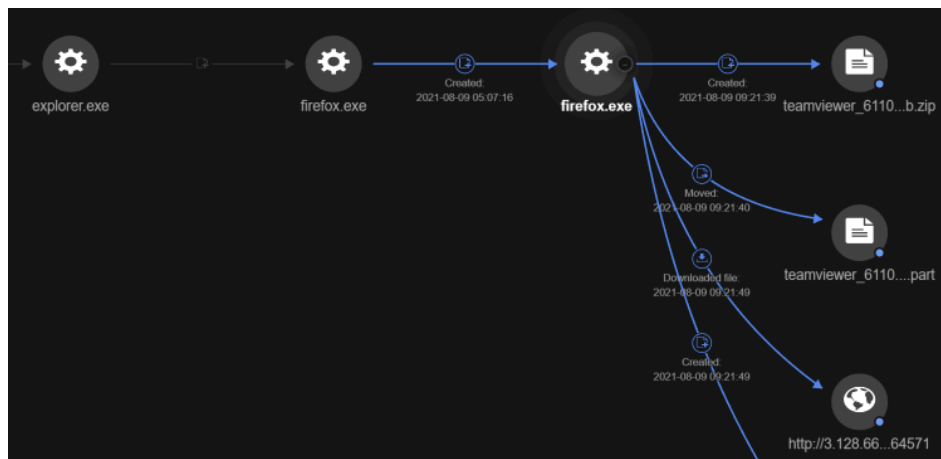 explorer.exe
firefox.exe
Created:
2021-08-09 05:07:16
firefox.exe
Created:
2021-08-09 09:21:39
teamviewer_6110...b.zip
Moved:
2021-08-09 09:21:40
teamviewer_6110....part
Downloaded file:
2021-08-09 09:21:49
Created:
2021-08-09 09:21:49
http://3.128.66...64571